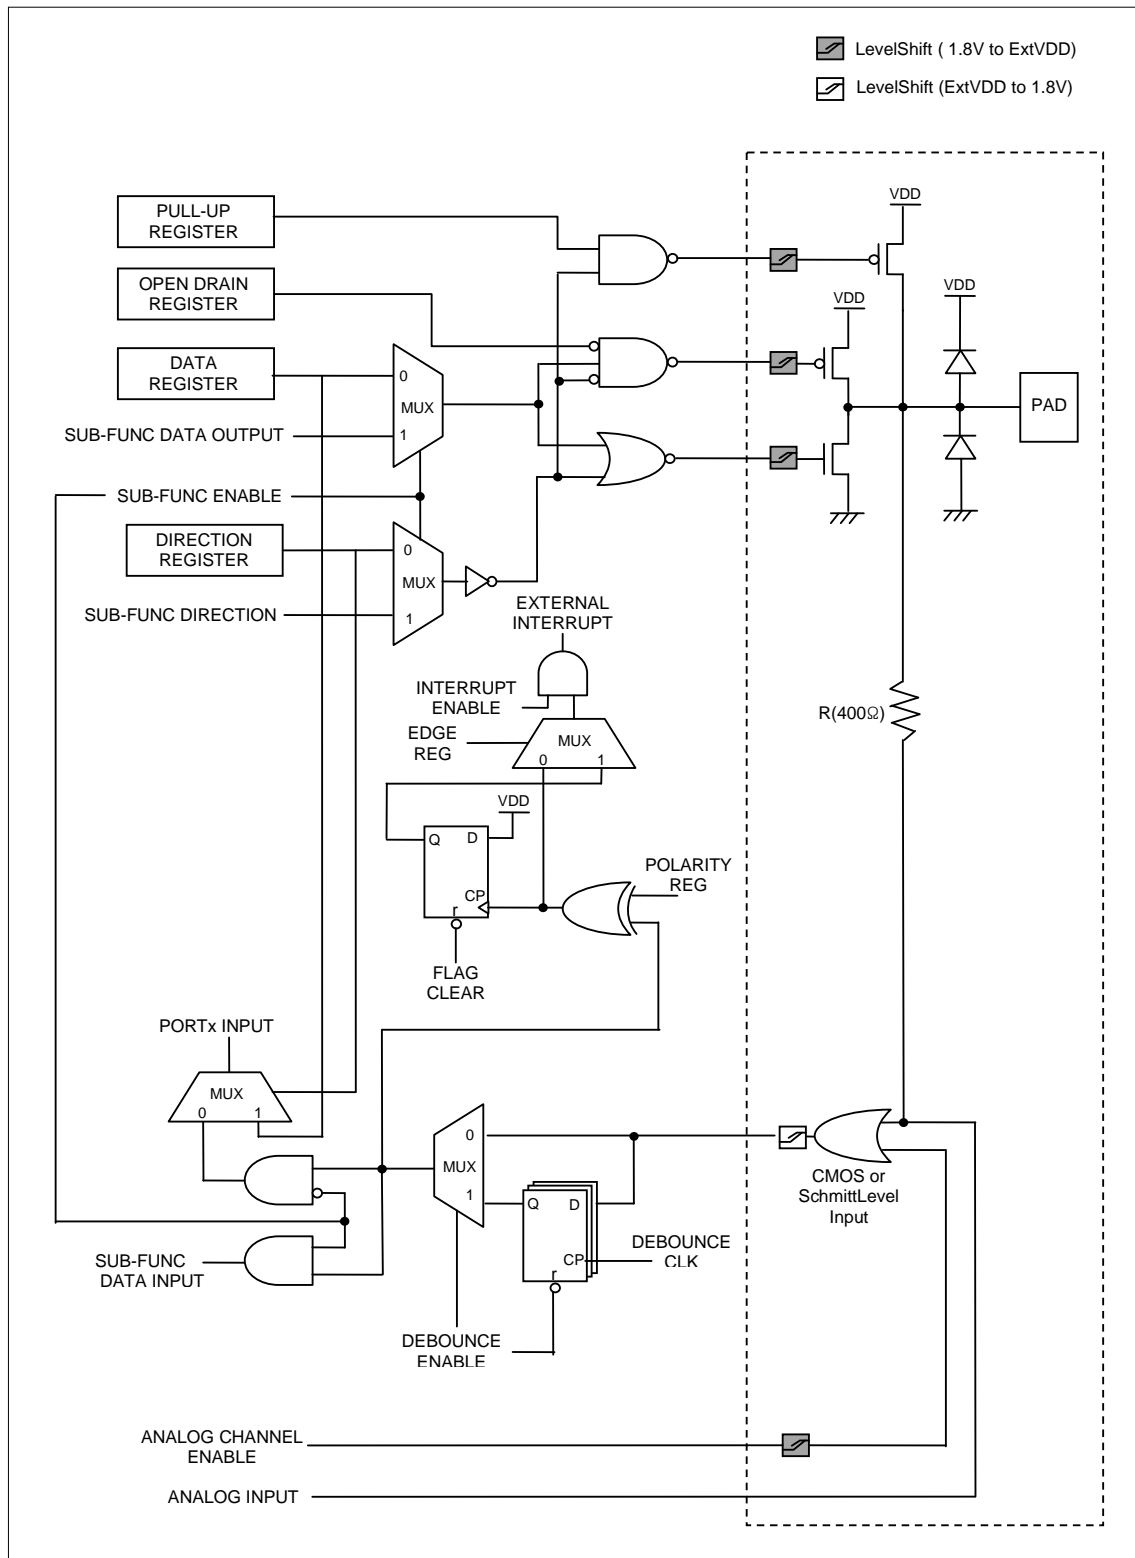 LevelShift ( 1.8V to ExtVDD)
LevelShift (ExtVDD to 1.8V)
PULL-UP
REGISTER
VDD
OPEN DRAIN
REGISTER
VDD
VDD
DATA
REGISTER
0
MUX
1
PAD
SUB-FUNC DATA OUTPUT
SUB-FUNC ENABLE
DIRECTION
REGISTER
0
MUX
1
SUB-FUNC DIRECTION
EXTERNAL
INTERRUPT
INTERRUPT
ENABLE
EDGE
REG
MUX
0
1
R(400Ω)
VDD
Q
D
CP
r
POLARITY
REG
FLAG
CLEAR
PORTx INPUT
MUX
0
1
0
MUX
1
Q
D
CP
r
CMOS or
SchmittLevel
Input
DEBOUNCE
CLK
SUB-FUNC
DATA INPUT
DEBOUNCE
ENABLE
ANALOG CHANNEL
ENABLE
ANALOG INPUT